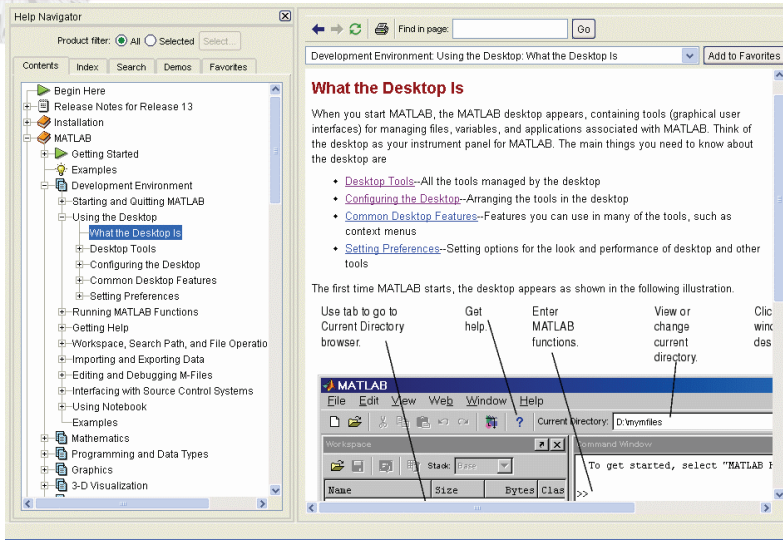 Help Navigator
Product filter: All Selected Select...
Contents Index Search Demos Favorites
Begin Here
Release Notes for Release 13
Installation
MATLAB
Getting Started
Examples
Development Environment
Starting and Quitting MATLAB
Using the Desktop
What the Desktop Is
Desktop Tools
Configuring the Desktop
Common Desktop Features
Setting Preferences
Running MATLAB Functions
Getting Help
Workspace, Search Path, and File Operatio
Importing and Exporting Data
Editing and Debugging M-Files
Interfacing with Source Control Systems
Using Notebook
Examples
Mathematics
Programming and Data Types
Graphics
3-D Visualization
Find in page: Go
Development Environment: Using the Desktop: What the Desktop Is Add to Favorites
What the Desktop Is
When you start MATLAB, the MATLAB desktop appears, containing tools (graphical user
interfaces) for managing files, variables, and applications associated with MATLAB. Think of
the desktop as your instrument panel for MATLAB. The main things you need to know about
the desktop are
Desktop Tools--All the tools managed by the desktop
Configuring the Desktop--Arranging the tools in the desktop
Common Desktop Features--Features you can use in many of the tools, such as
context menus
Setting Preferences--Setting options for the look and performance of desktop and other
tools
The first time MATLAB starts, the desktop appears as shown in the following illustration.
Use tab to go to Get Enter View or Clic
Current Directory help. MATLAB change wind
browser. functions. current des
directory.
MATLAB
File Edit View Web Window Help
? Current Directory: D:\mymfiles
Workspace Command Window
Stack: Base To get started, select "MATLAB H
Name Size Bytes Clas >>